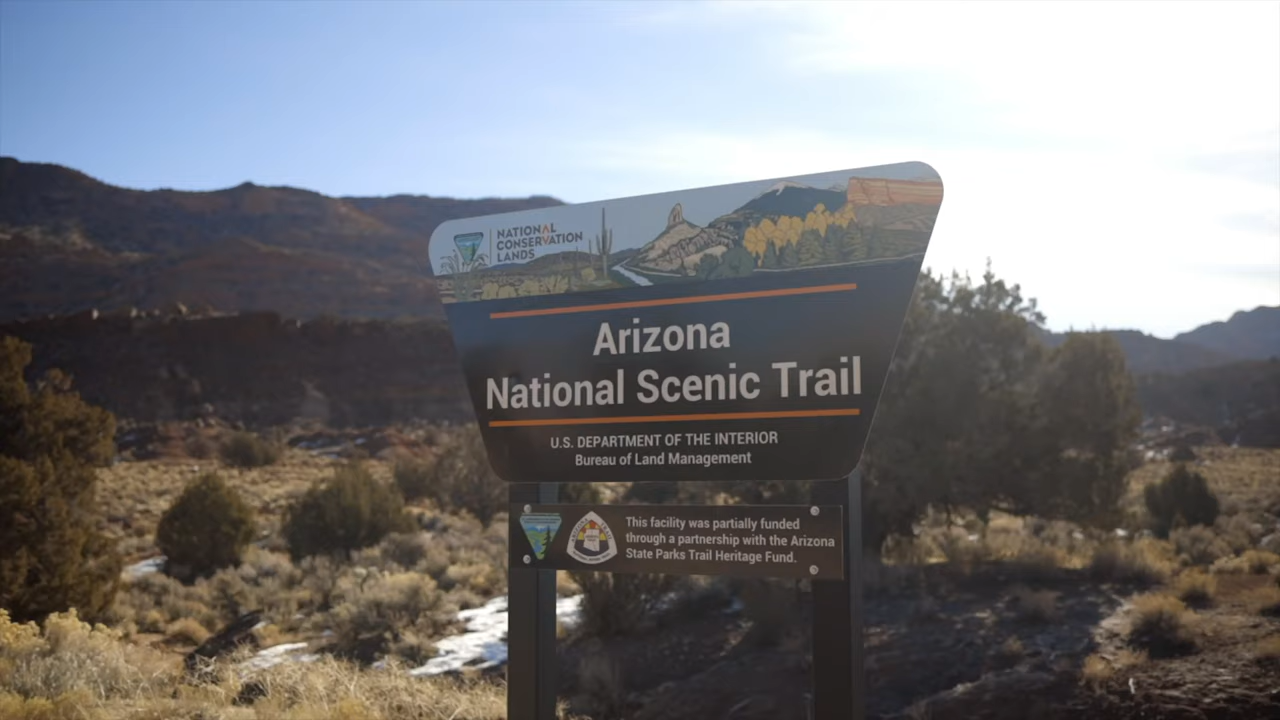 NATIONAL
CONSERVATION
LANDS
Arizona
National Scenic Trail
U.S. DEPARTMENT OF THE INTERIOR
Bureau of Land Management
This facility was partially funded
through a partnership with the Arizona
State Parks Trail Heritage Fund.